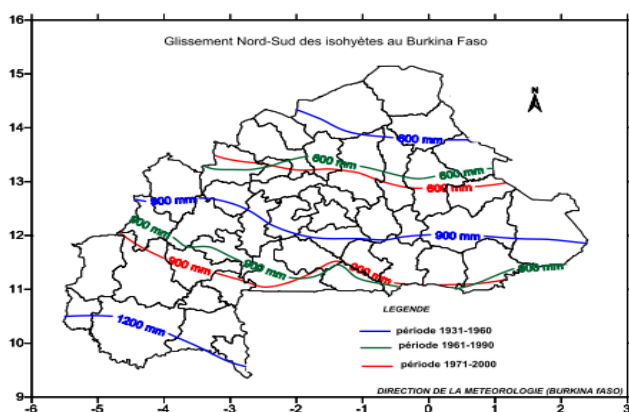 Glissement Nord-Sud des isohyètes au Burkina Faso
N
600 mm
600 mm
600 mm
600 mm
900 mm
900 mm
900 mm
900 mm
900 mm
900 mm
900 mm
1200 mm
LEGENDE
période 1931-1960
période 1961-1990
période 1971-2000
DIRECTION DE LA METEOROLOGIE (BURKINA fASO)
16
15
14
13
12
11
10
9
-6 -5 -4 -3 -2 -1 0 1 2 3